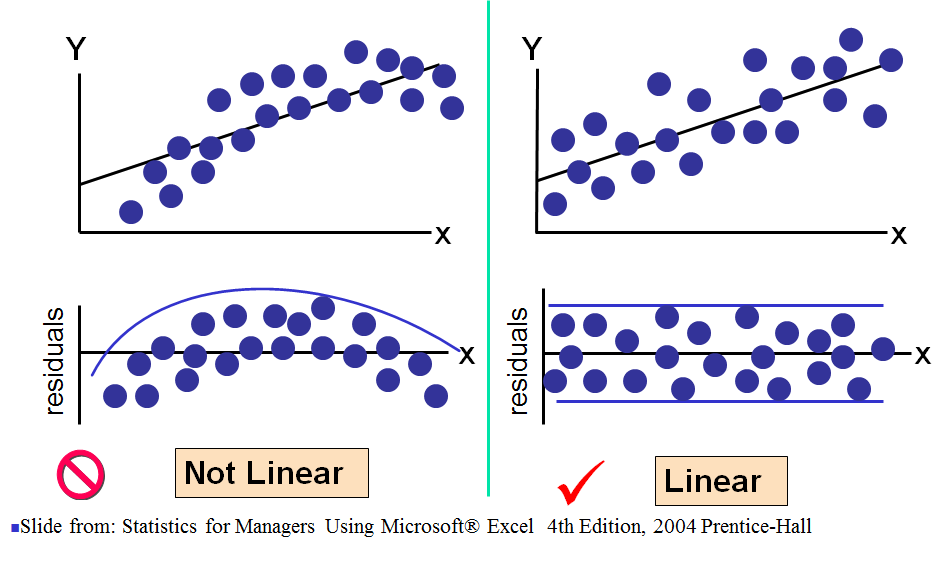 Y
X
Y
X
residuals
X
residuals
X
Not Linear
Linear
Slide from: Statistics for Managers Using Microsoft® Excel 4th Edition, 2004 Prentice-Hall